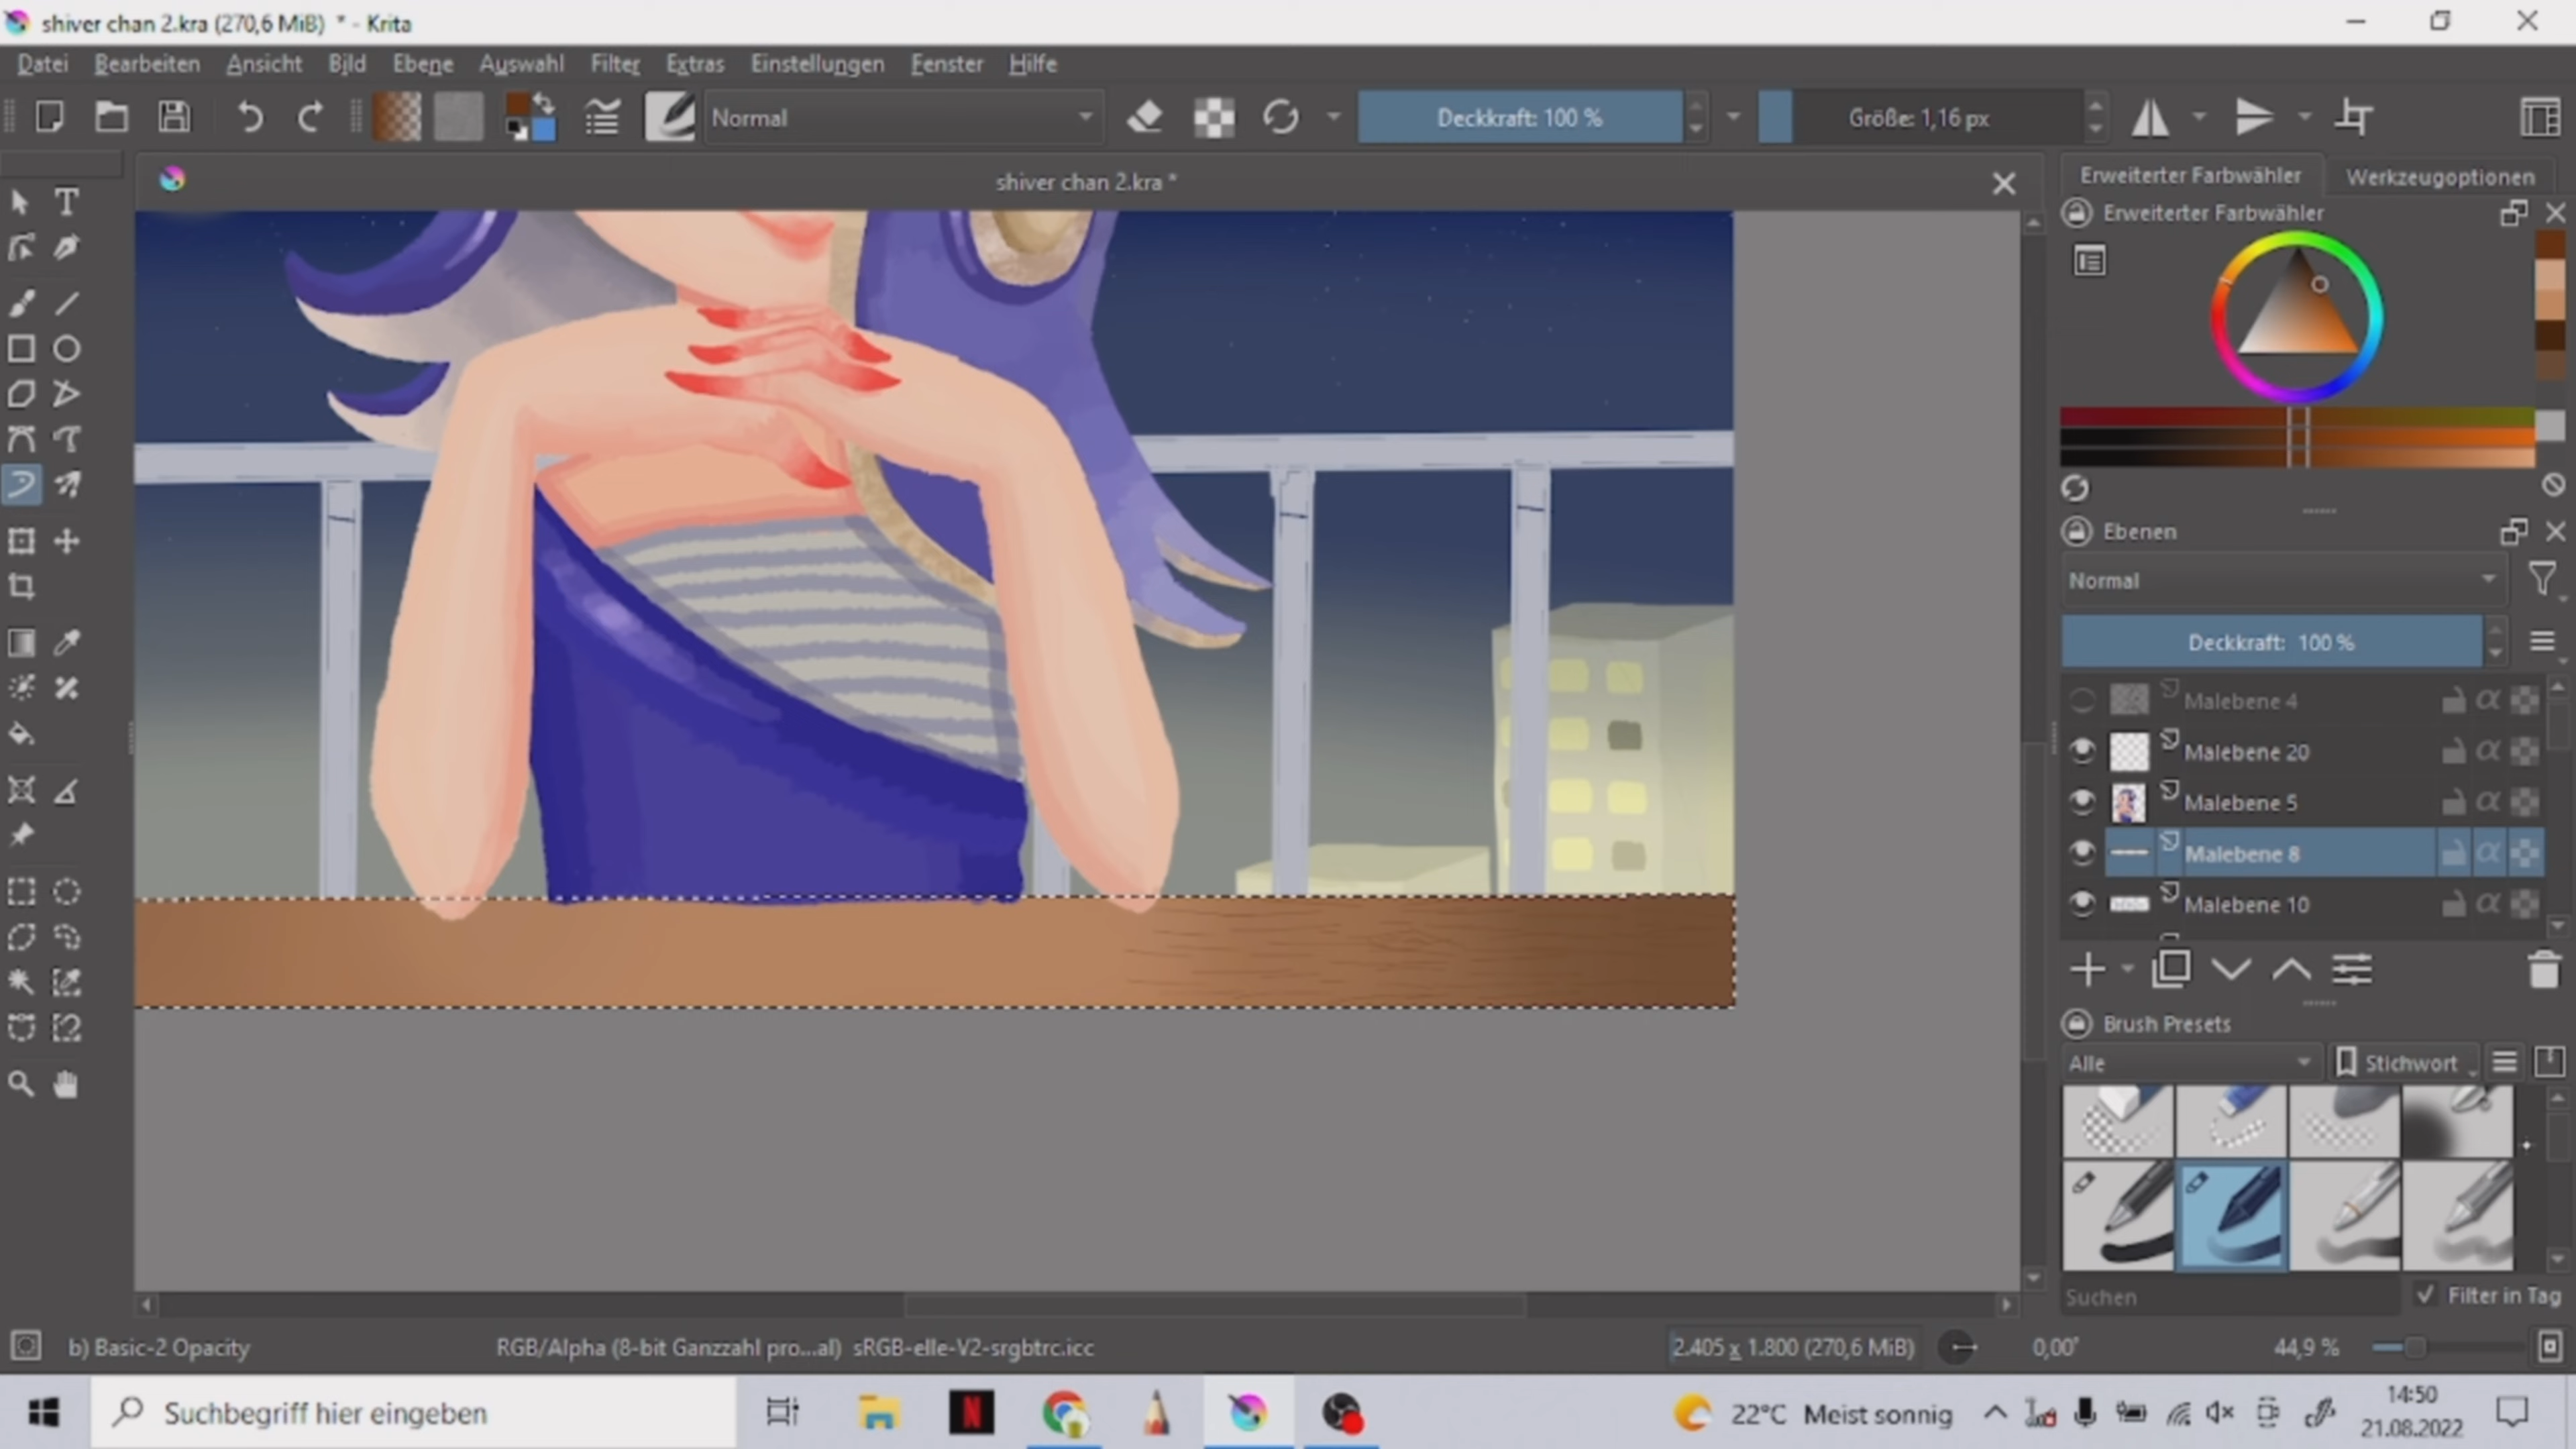 shiver chan 2.kra (270,6 MiB) * - Krita
Datei Bearbeiten Ansicht Bild Ebene Auswahl Filter Extras Einstellungen Fenster Hilfe
Normal Deckkraft: 100 % Größe: 1,16 px
shiver chan 2.kra *
Erweiterter Farbwähler Werkzeugoptionen
Erweiterter Farbwähler
Ebenen
Normal
Deckkraft: 100 %
Malebene 4
Malebene 20
Malebene 5
Malebene 8
Malebene 10
Brush Presets
Alle Stichwort
Suchen Filter in Tag
b) Basic-2 Opacity RGB/Alpha (8-bit Ganzzahl pro...al) sRGB-elle-V2-srgbtrc.icc 2.405 x 1.800 (270,6 MiB) 0,00° 44,9 %
Suchbegriff hier eingeben 22°C Meist sonnig 14:50
21.08.2022